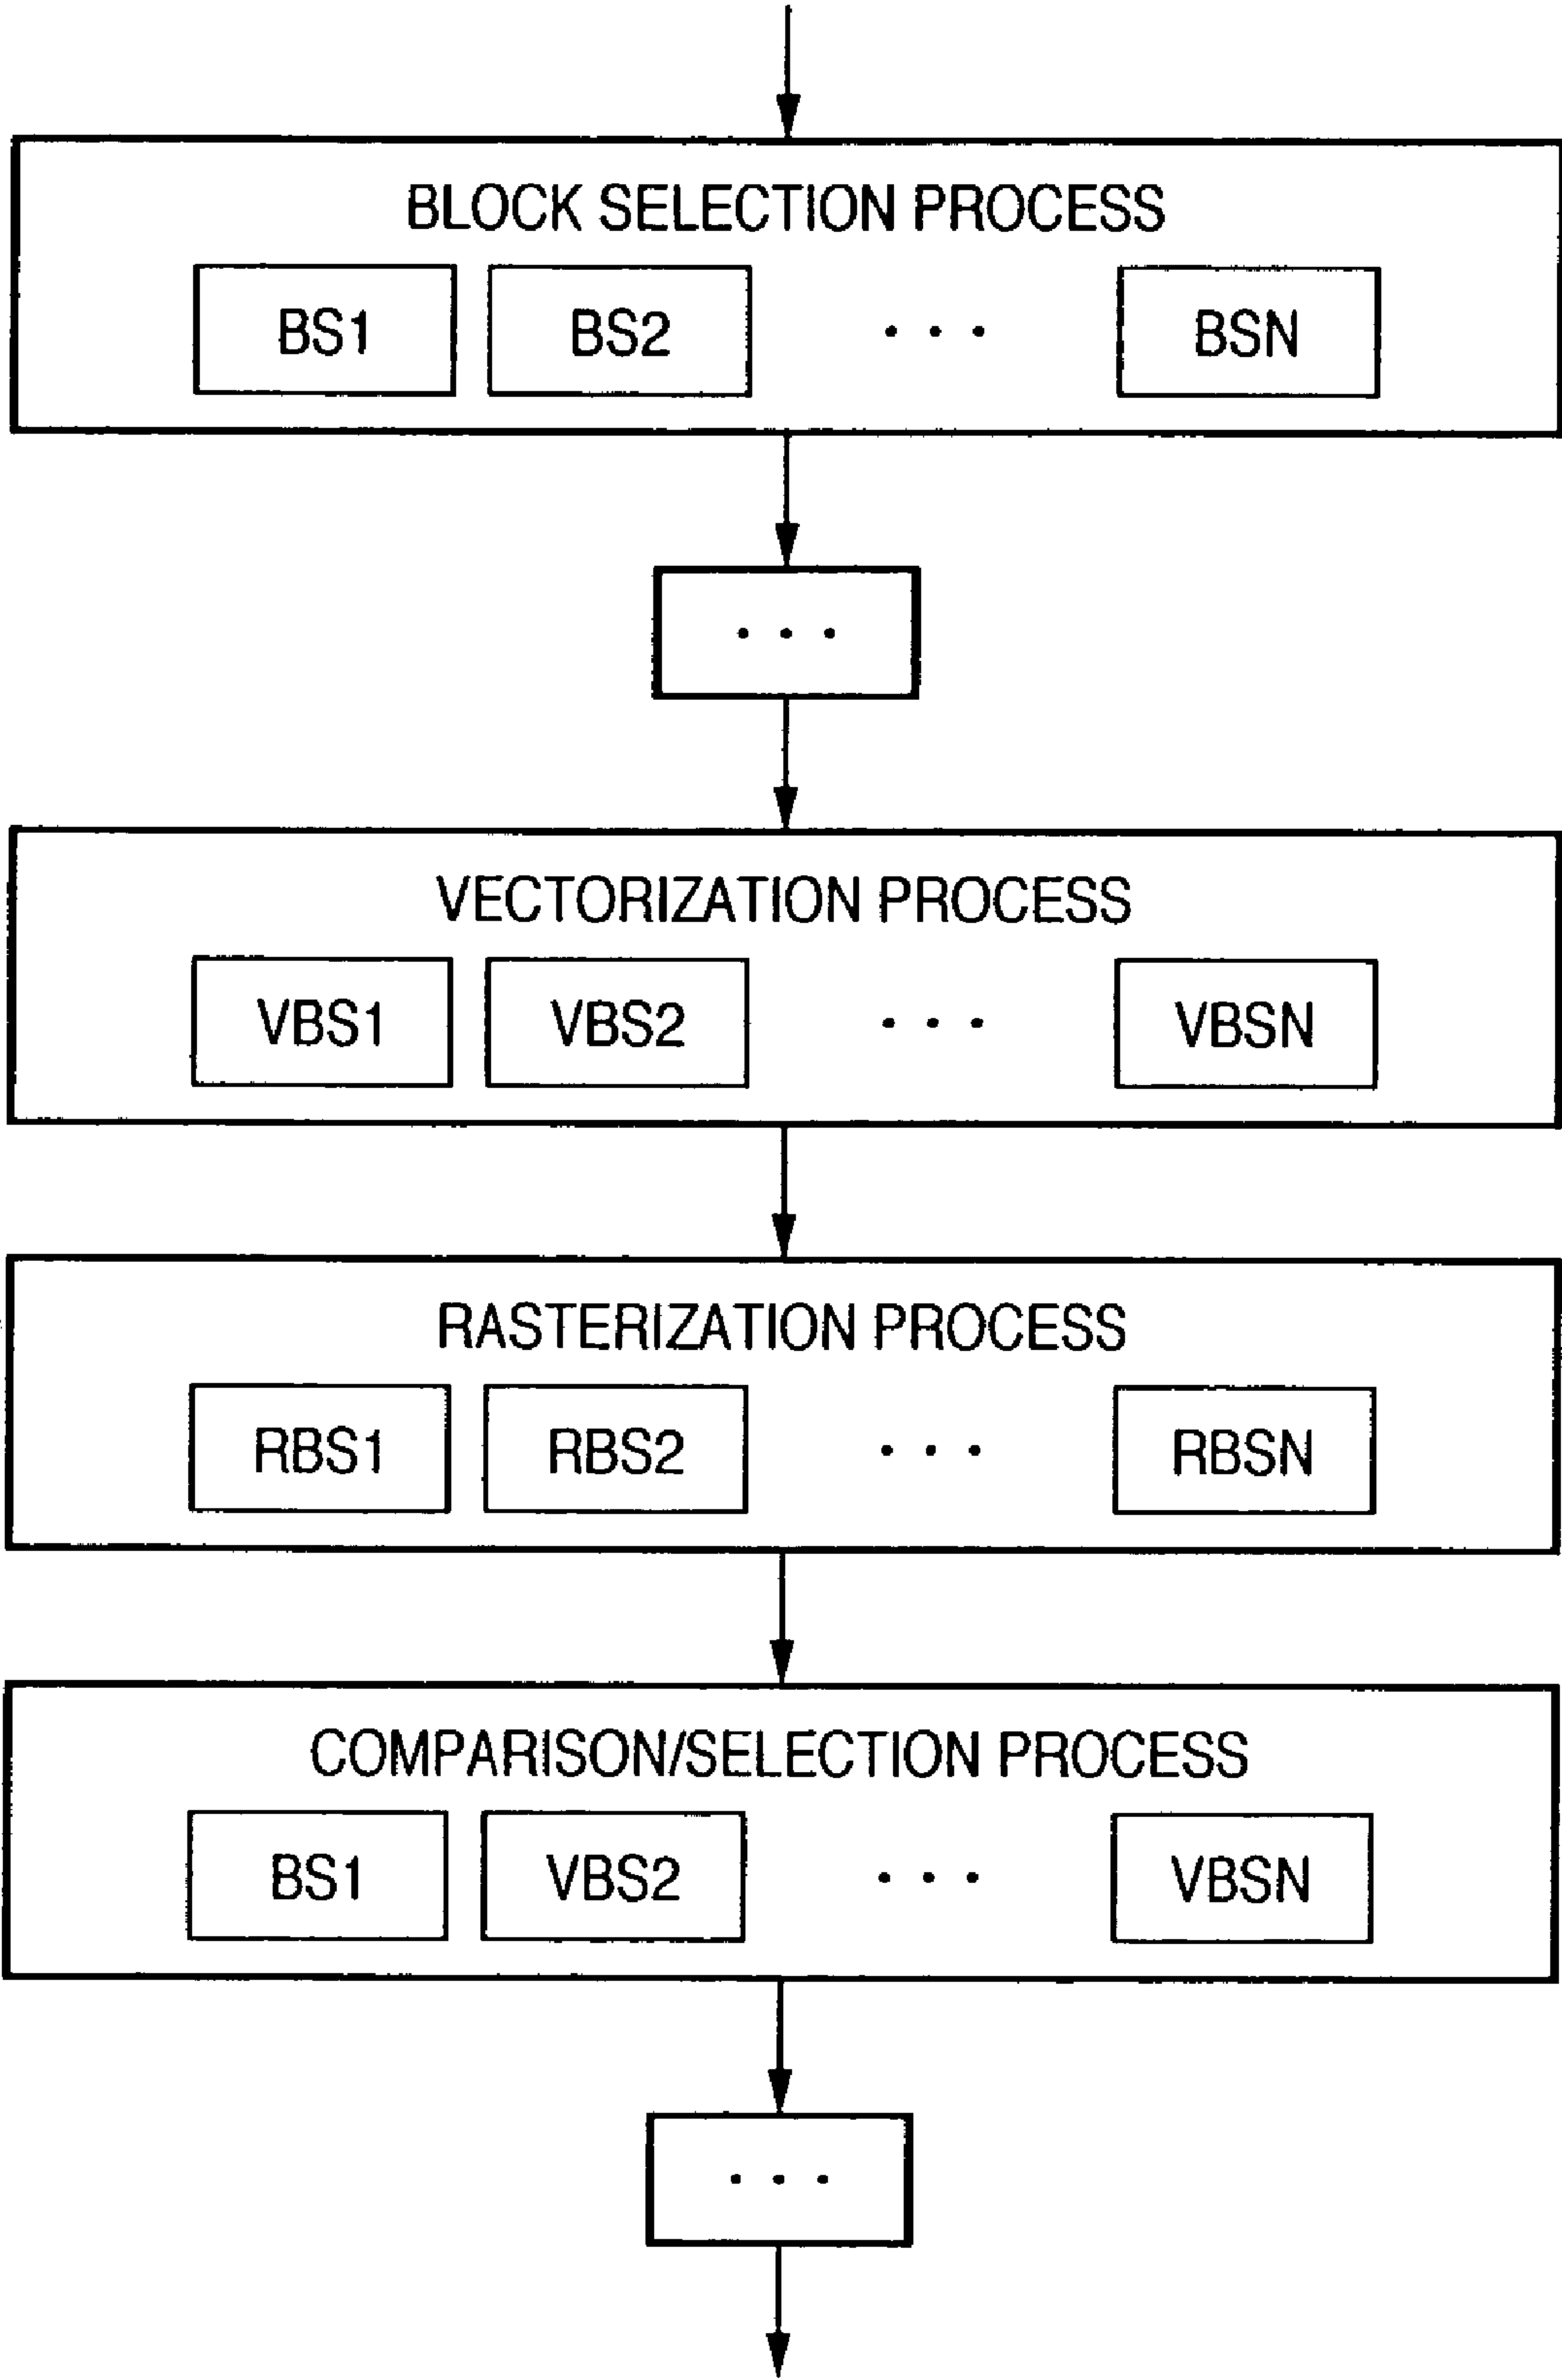 BLOCK SELECTION PROCESS
BS1 BS2 · · · BSN
· · ·
VECTORIZATION PROCESS
VBS1 VBS2 · · · VBSN
RASTERIZATION PROCESS
RBS1 RBS2 · · · RBSN
COMPARISON/SELECTION PROCESS
BS1 VBS2 · · · VBSN
· · ·